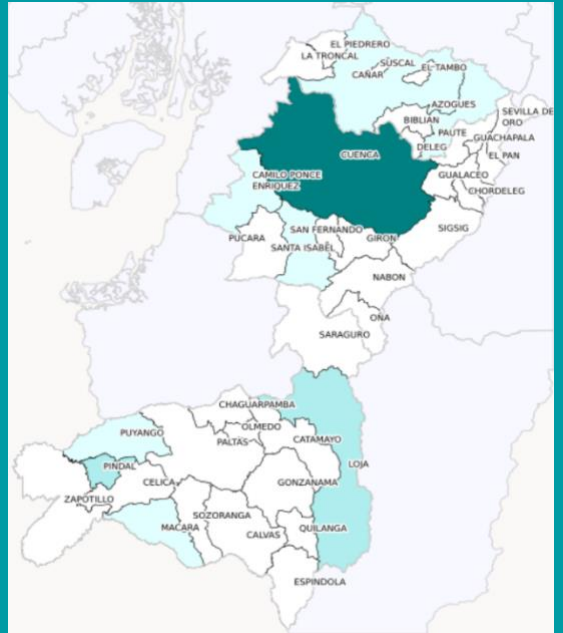 EL PIEDRERO
LA TRONCAL
SÙSCAL
EL TAMBO
CAÑAR
AZOGUES
SEVILLA DE
ORO
BIBLIAN
PAUTE
GUACHAPALA
DELEG
EL PAN
CUENCA
GUALACEO
CAMILO PONCE
ENRIQUEZ
CHORDELEG
SAN FERNANDO
SIGSIG
PUCARA
GIRON
SANTA ISABÊL
NABON
OÑA
SARAGURO
CHAGUARPAMBA
OLMEDO
PUYANGO
PALTAS
CATAMAYO
LOJA
PINDAL
CELICA
GONZANAMA
ZAPOTILLO
SOZORANGA
MACARA
CALVAS
QUILANGA
ESPINDOLA